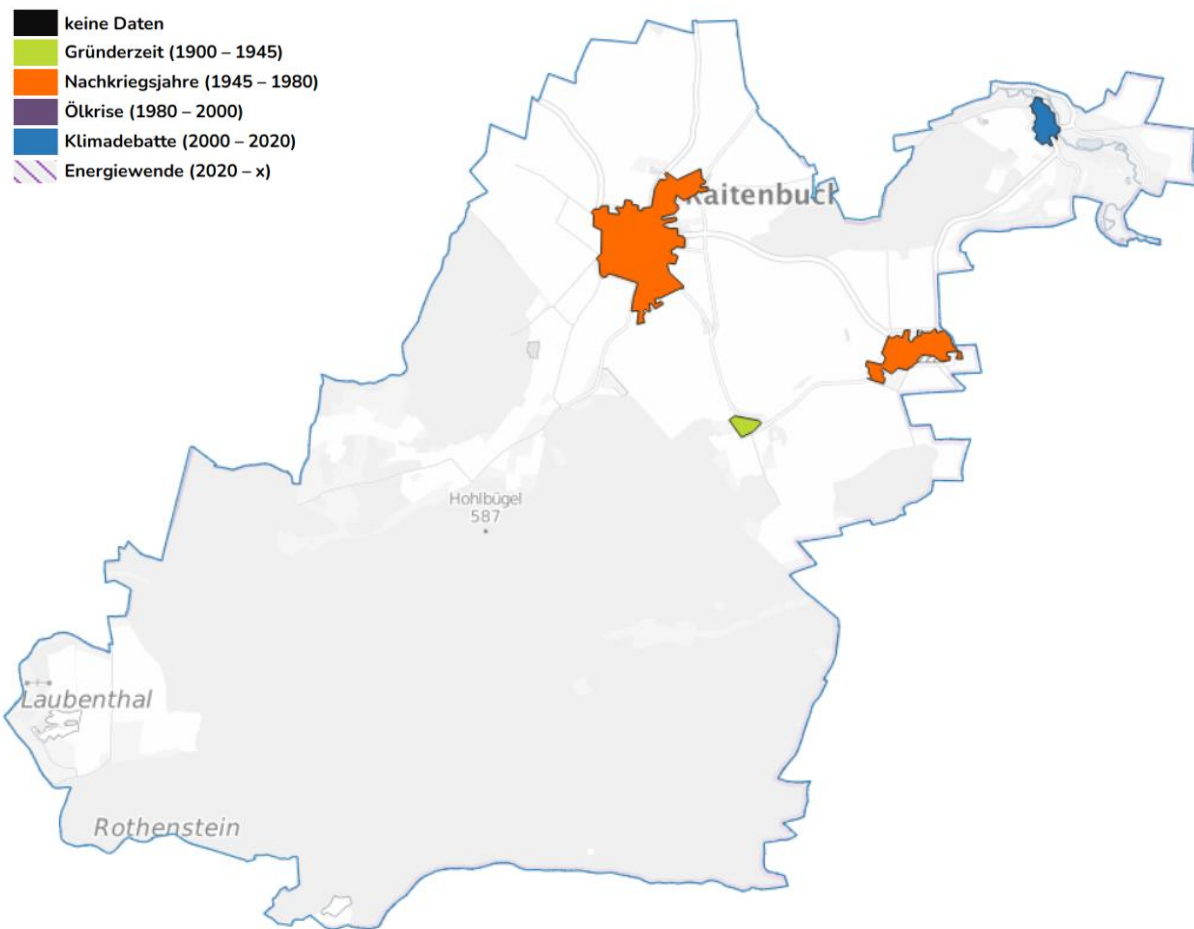 keine Daten
Gründerzeit (1900 – 1945)
Nachkriegsjahre (1945 – 1980)
Ölkrise (1980 – 2000)
Klimadebatte (2000 – 2020)
Energiewende (2020 – x)
Raitenbuch
Hohlbügel
587
Laubenthal
Rothenstein